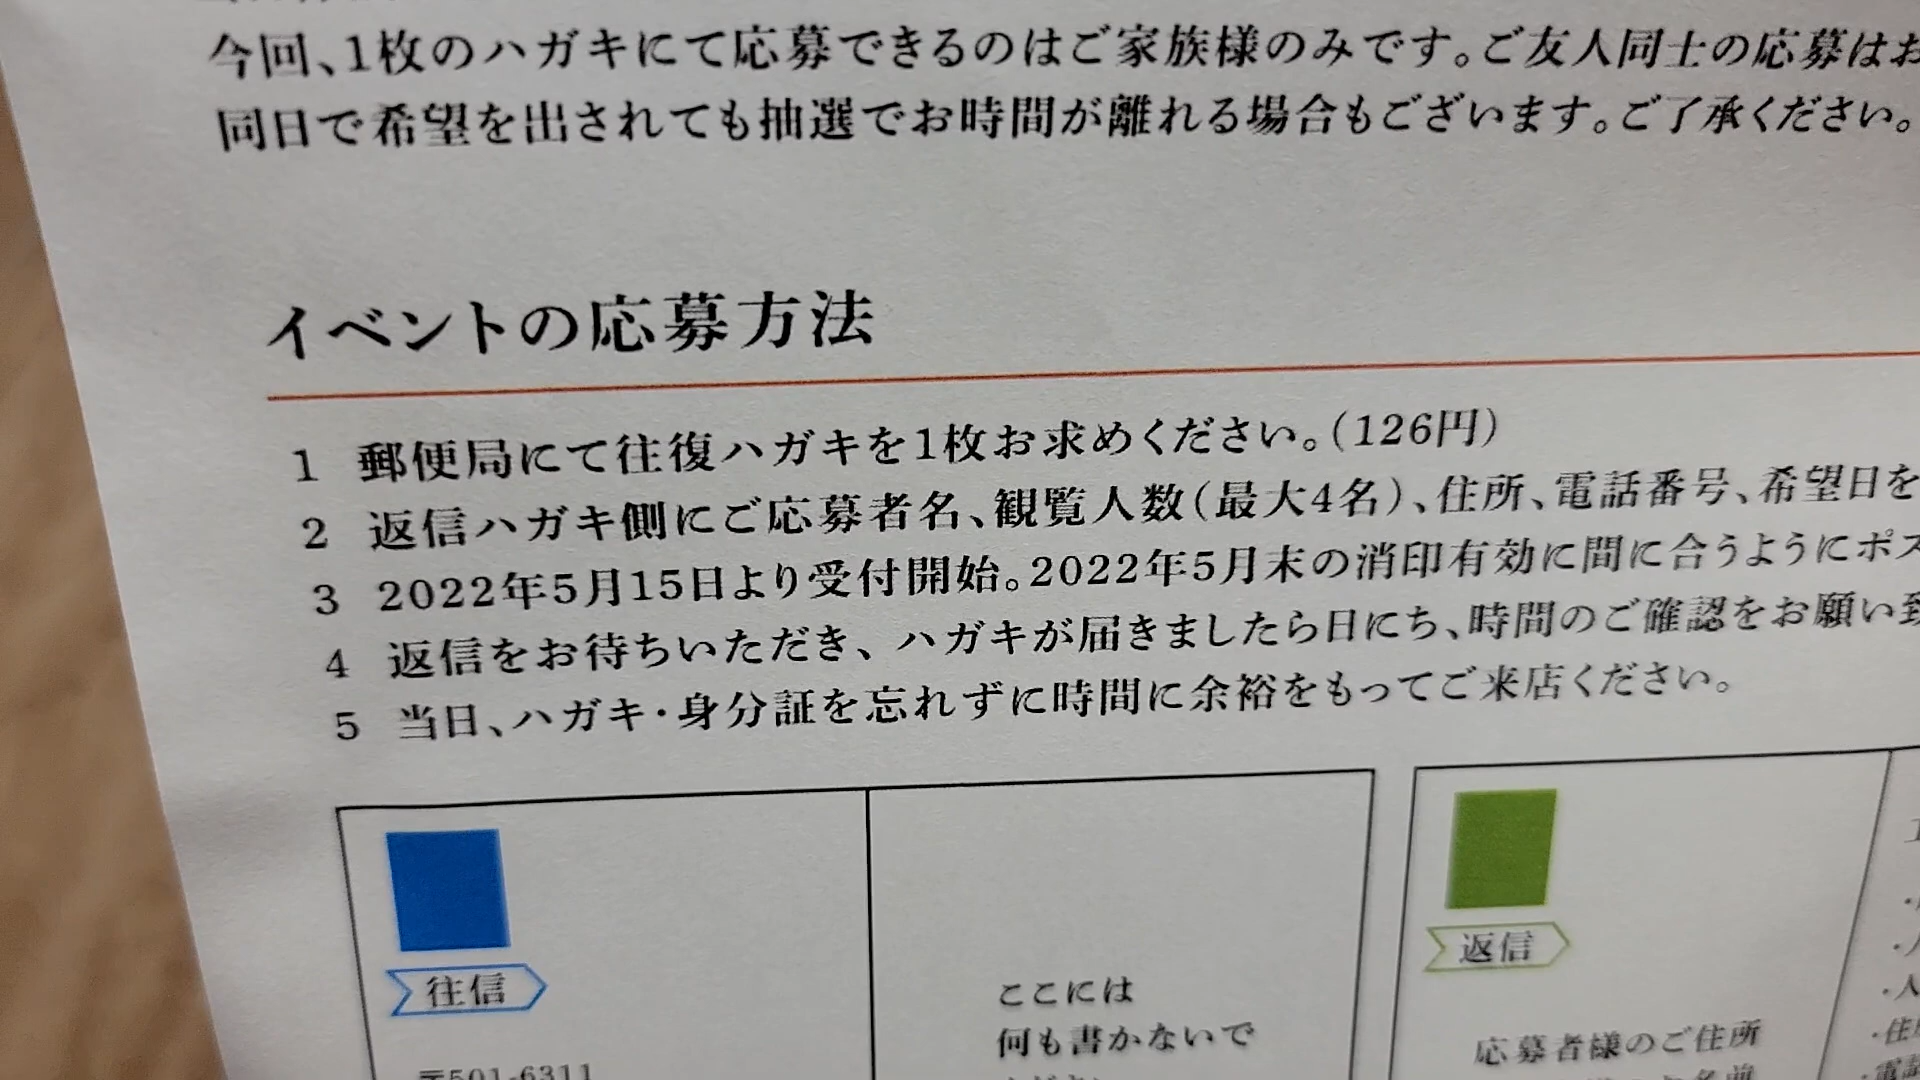 今回、1枚のハガキにて応募できるのはご家族様のみです。ご友人同士の応募はお
同日で希望を出されても抽選でお時間が離れる場合もございます。ご了承ください。
イベントの応募方法
1 郵便局にて往復ハガキを1枚お求めください。(126円)
2 返信ハガキ側にご応募者名、観覧人数(最大4名)、住所、電話番号、希望日を
3 2022年5月15日より受付開始。2022年5月末の消印有効に間に合うようにポス
4 返信をお待ちいただき、ハガキが届きましたら日にち、時間のご確認をお願い致
5 当日、ハガキ・身分証を忘れずに時間に余裕をもってご来店ください。
往信
〒501-6311
ここには
何も書かないで
返信
応募者様のご住所